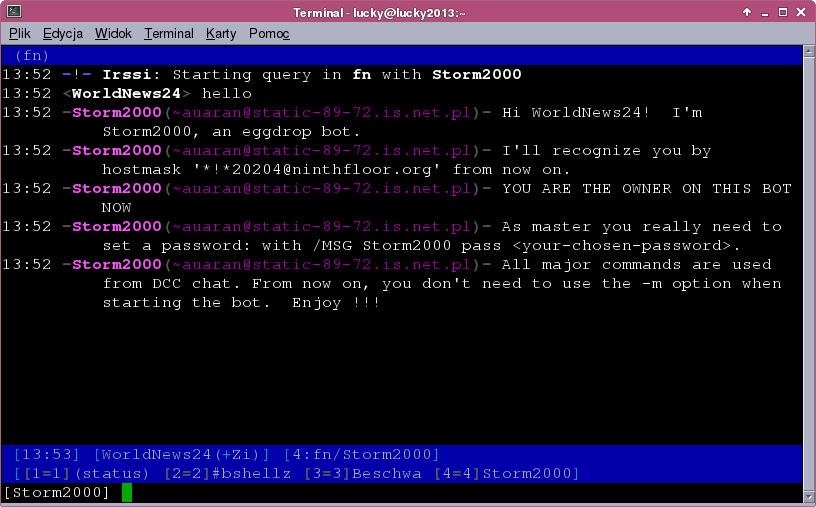 Terminal - lucky@lucky2013:~
Plik Edycja Widok Terminal Karty Pomoc
(fn)
13:52 -!- Irssi: Starting query in fn with Storm2000
13:52 <WorldNews24> hello
13:52 -Storm2000(~auaran@static-89-72.is.net.pl)- Hi WorldNews24!  I'm
Storm2000, an eggdrop bot.
13:52 -Storm2000(~auaran@static-89-72.is.net.pl)- I'll recognize you by
hostmask '*!*20204@ninthfloor.org' from now on.
13:52 -Storm2000(~auaran@static-89-72.is.net.pl)- YOU ARE THE OWNER ON THIS BOT
NOW
13:52 -Storm2000(~auaran@static-89-72.is.net.pl)- As master you really need to
set a password: with /MSG Storm2000 pass <your-chosen-password>.
13:52 -Storm2000(~auaran@static-89-72.is.net.pl)- All major commands are used
from DCC chat. From now on, you don't need to use the -m option when
starting the bot.  Enjoy !!!
[13:53] [WorldNews24(+Zi)] [4:fn/Storm2000]
[[1=1](status) [2=2]#bshellz [3=3]Beschwa [4=4]Storm2000]
[Storm2000]